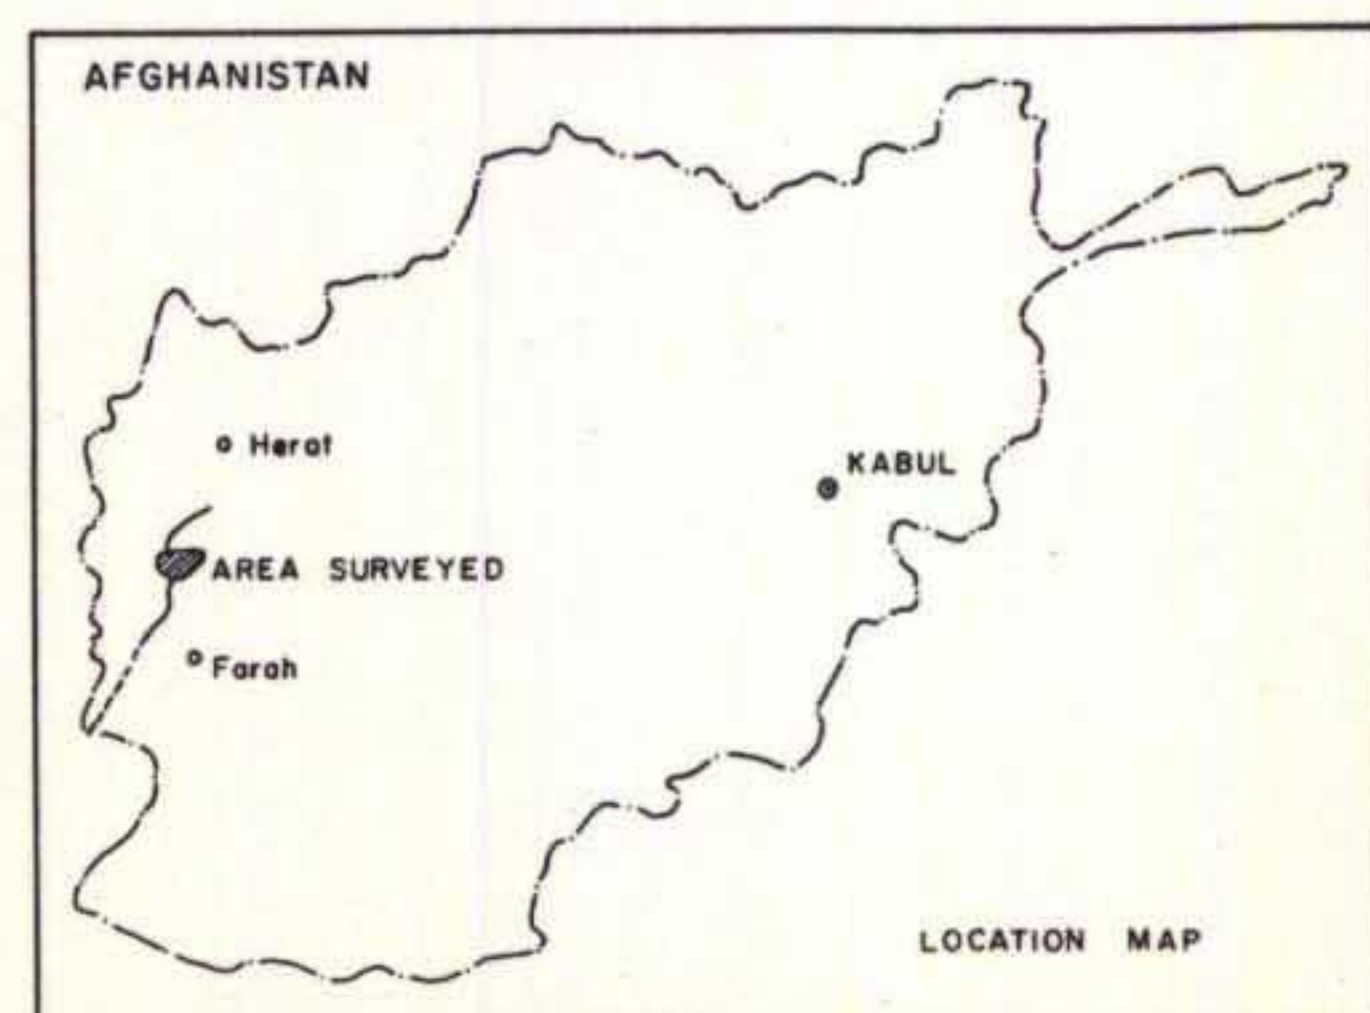 AFGHANISTAN
Herat
KABUL
AREA SURVEYED
Farah
LOCATION MAP